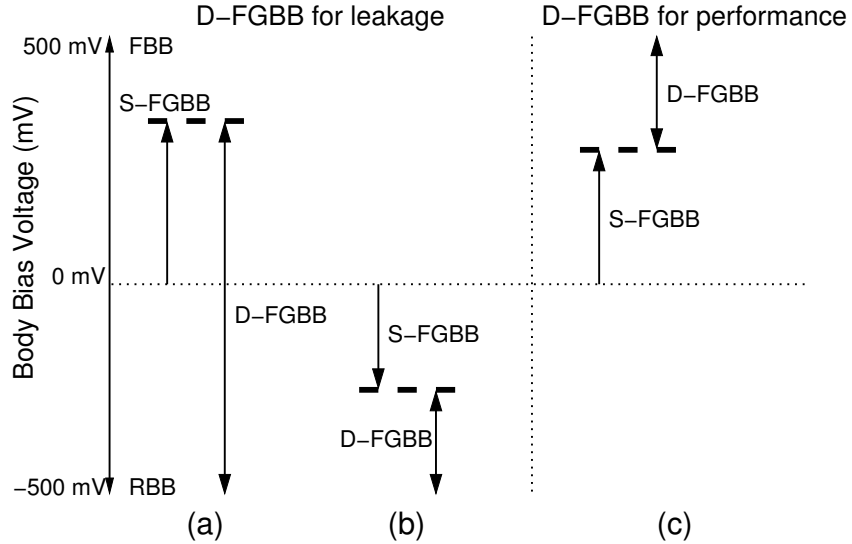 D−FGBB for leakage
D−FGBB for performance
500 mV
FBB
S−FGBB
D−FGBB
S−FGBB
Body Bias Voltage (mV)
0 mV
D−FGBB
S−FGBB
D−FGBB
−500 mV
RBB
(a)
(b)
(c)